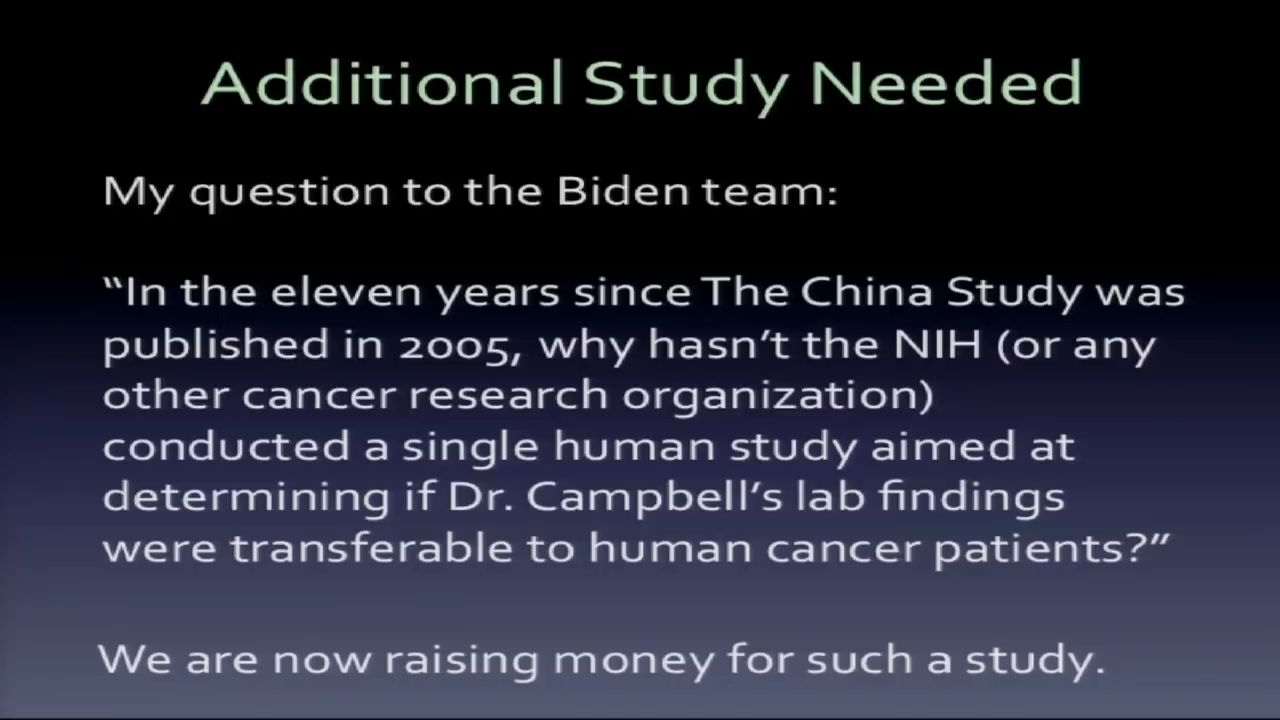 Additional Study Needed
My question to the Biden team:
“In the eleven years since The China Study was
published in 2005, why hasn’t the NIH (or any
other cancer research organization)
conducted a single human study aimed at
determining if Dr. Campbell’s lab findings
were transferable to human cancer patients?”
We are now raising money for such a study.